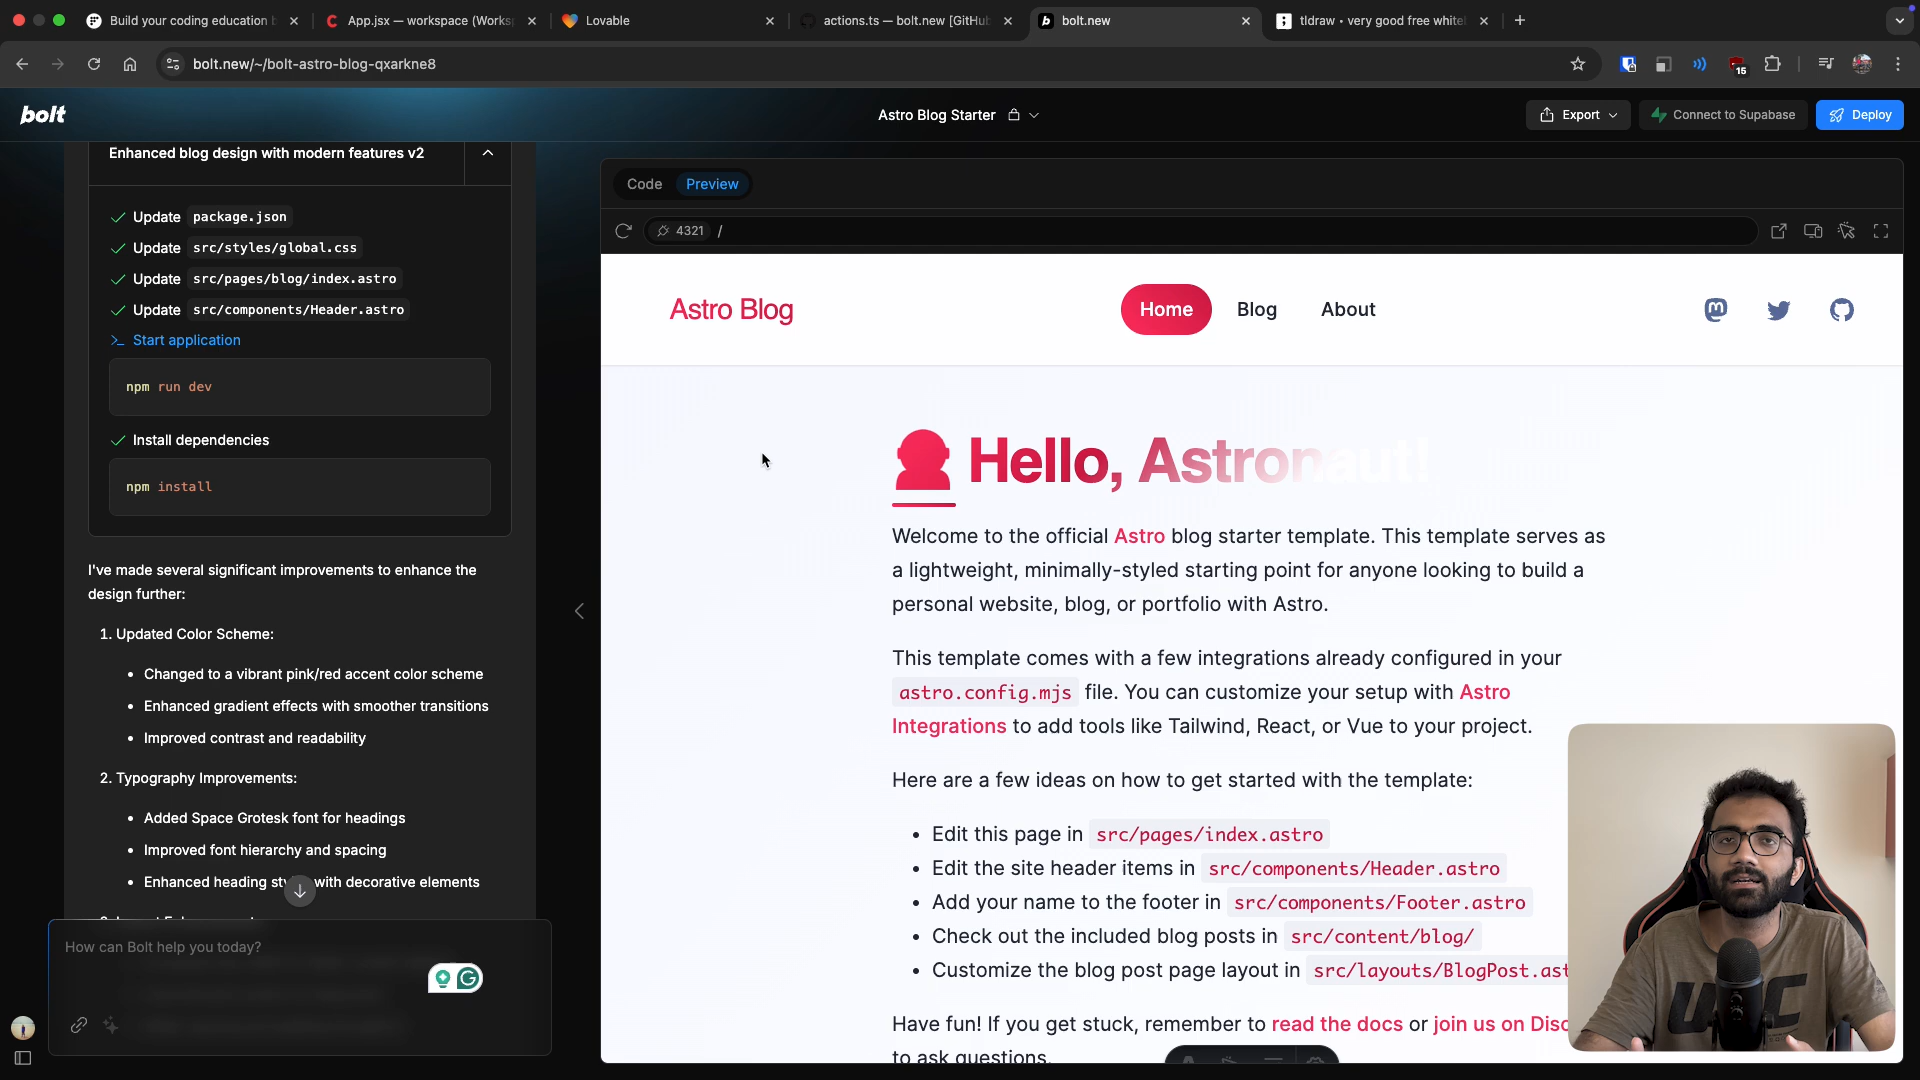 Build your coding education
App.jsx — workspace (Works
Lovable
actions.ts — bolt.new [GitHub
bolt.new
tldraw • very good free white
bolt.new/~/bolt-astro-blog-qxarkne8
15
bolt
Astro Blog Starter
Export
Connect to Supabase
Deploy
Enhanced blog design with modern features v2
Update package.json
Update src/styles/global.css
Update src/pages/blog/index.astro
Update src/components/Header.astro
Start application
npm run dev
Install dependencies
npm install
I've made several significant improvements to enhance the
design further:
1. Updated Color Scheme:
• Changed to a vibrant pink/red accent color scheme
• Enhanced gradient effects with smoother transitions
• Improved contrast and readability
2. Typography Improvements:
• Added Space Grotesk font for headings
• Improved font hierarchy and spacing
• Enhanced heading with decorative elements
How can Bolt help you today?
Code
Preview
4321 /
Astro Blog
Home
Blog
About
Hello, Astronaut!
Welcome to the official Astro blog starter template. This template serves as
a lightweight, minimally-styled starting point for anyone looking to build a
personal website, blog, or portfolio with Astro.
This template comes with a few integrations already configured in your
astro.config.mjs file. You can customize your setup with Astro
Integrations to add tools like Tailwind, React, or Vue to your project.
Here are a few ideas on how to get started with the template:
• Edit this page in src/pages/index.astro
• Edit the site header items in src/components/Header.astro
• Add your name to the footer in src/components/Footer.astro
• Check out the included blog posts in src/content/blog/
• Customize the blog post page layout in src/layouts/BlogPost.ast
Have fun! If you get stuck, remember to read the docs or join us on Disc
to ask questions.